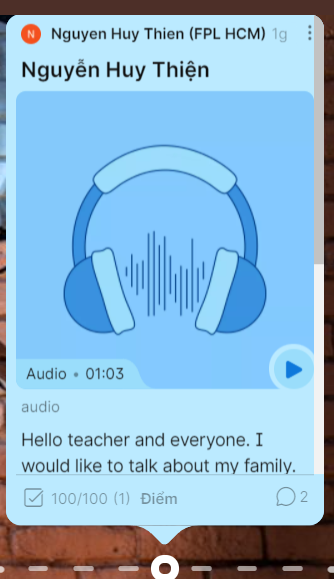 N Nguyen Huy Thien (FPL HCM) 1g
Nguyễn Huy Thiện
Audio • 01:03
audio
Hello teacher and everyone. I
would like to talk about my family.
100/100 (1) Điểm 2